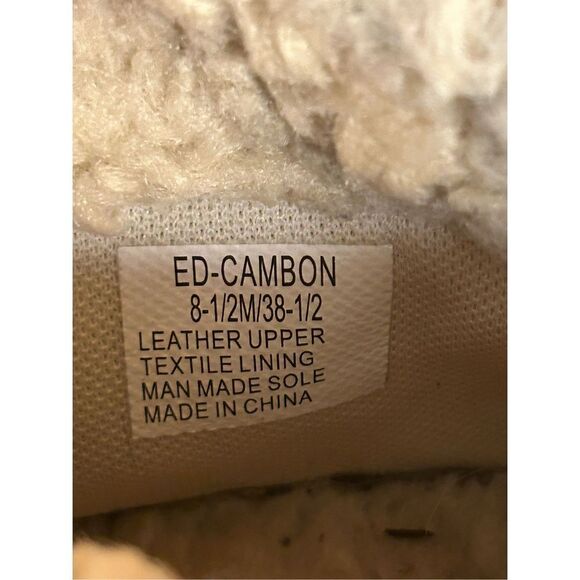 ED-CAMBON
8-1/2M/38-1/2
LEATHER UPPER
TEXTILE LINING
MAN MADE SOLE
MADE IN CHINA